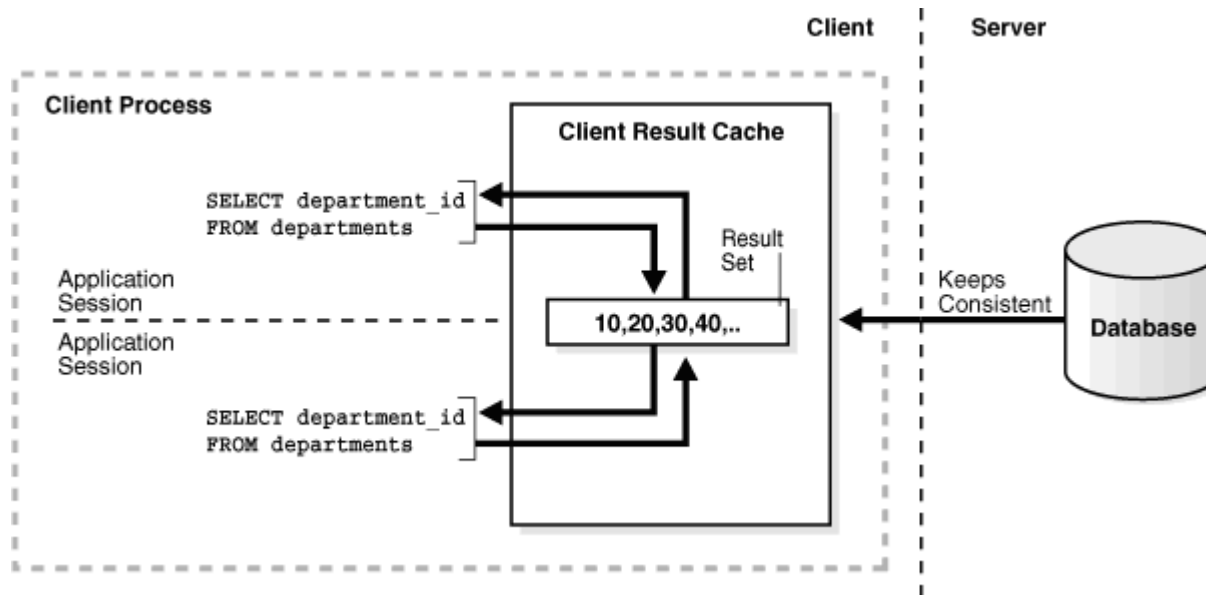 Client
Server
Client Process
Client Result Cache
SELECT department_id
FROM departments
Result
Set
Application
Session
Keeps
Consistent
10,20,30,40,..
Database
Application
Session
SELECT department_id
FROM departments